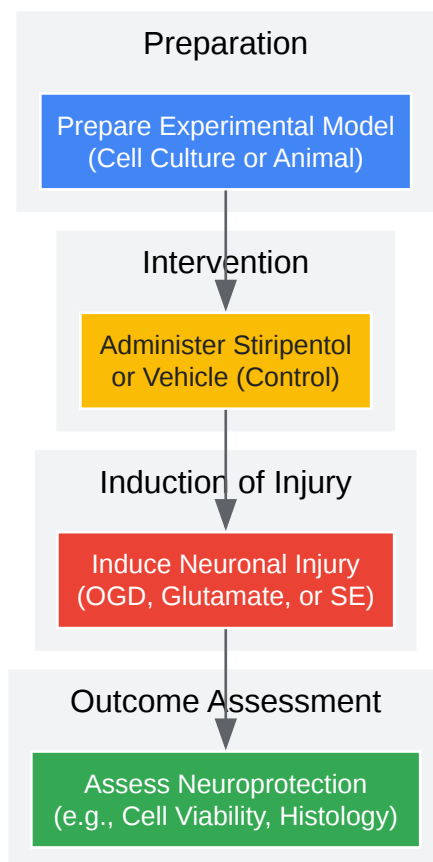 Preparation
Prepare Experimental Model
(Cell Culture or Animal)
Intervention
Administer Stiripentol
or Vehicle (Control)
Induction of Injury
Induce Neuronal Injury
(OGD, Glutamate, or SE)
Outcome Assessment
Assess Neuroprotection
(e.g., Cell Viability, Histology)